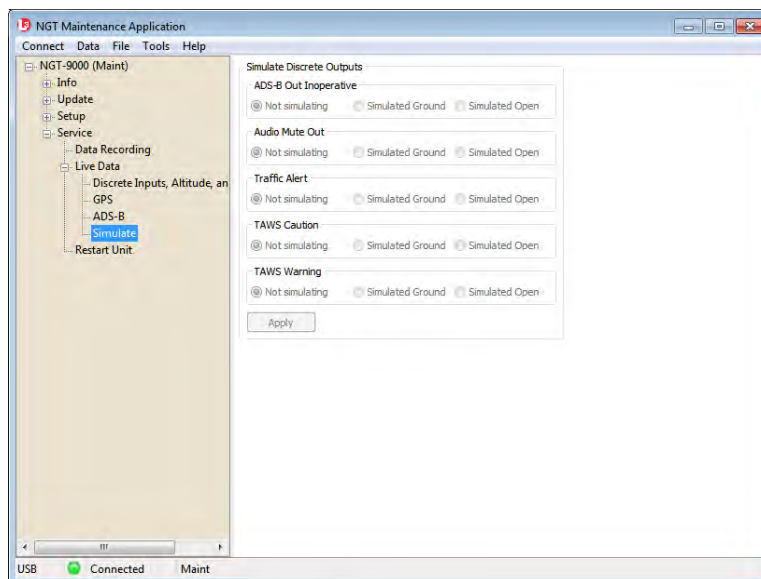 NGT Maintenance Application
Connect Data File Tools Help
NGT-9000 (Maint)
Info
Update
Setup
Service
Data Recording
Live Data
Discrete Inputs, Altitude, an
GPS
ADS-B
Simulate
Restart Unit
Simulate Discrete Outputs
ADS-B Out Inoperative
Not simulating Simulated Ground Simulated Open
Audio Mute Out
Not simulating Simulated Ground Simulated Open
Traffic Alert
Not simulating Simulated Ground Simulated Open
TAWS Caution
Not simulating Simulated Ground Simulated Open
TAWS Warning
Not simulating Simulated Ground Simulated Open
Apply
USB Connected Maint